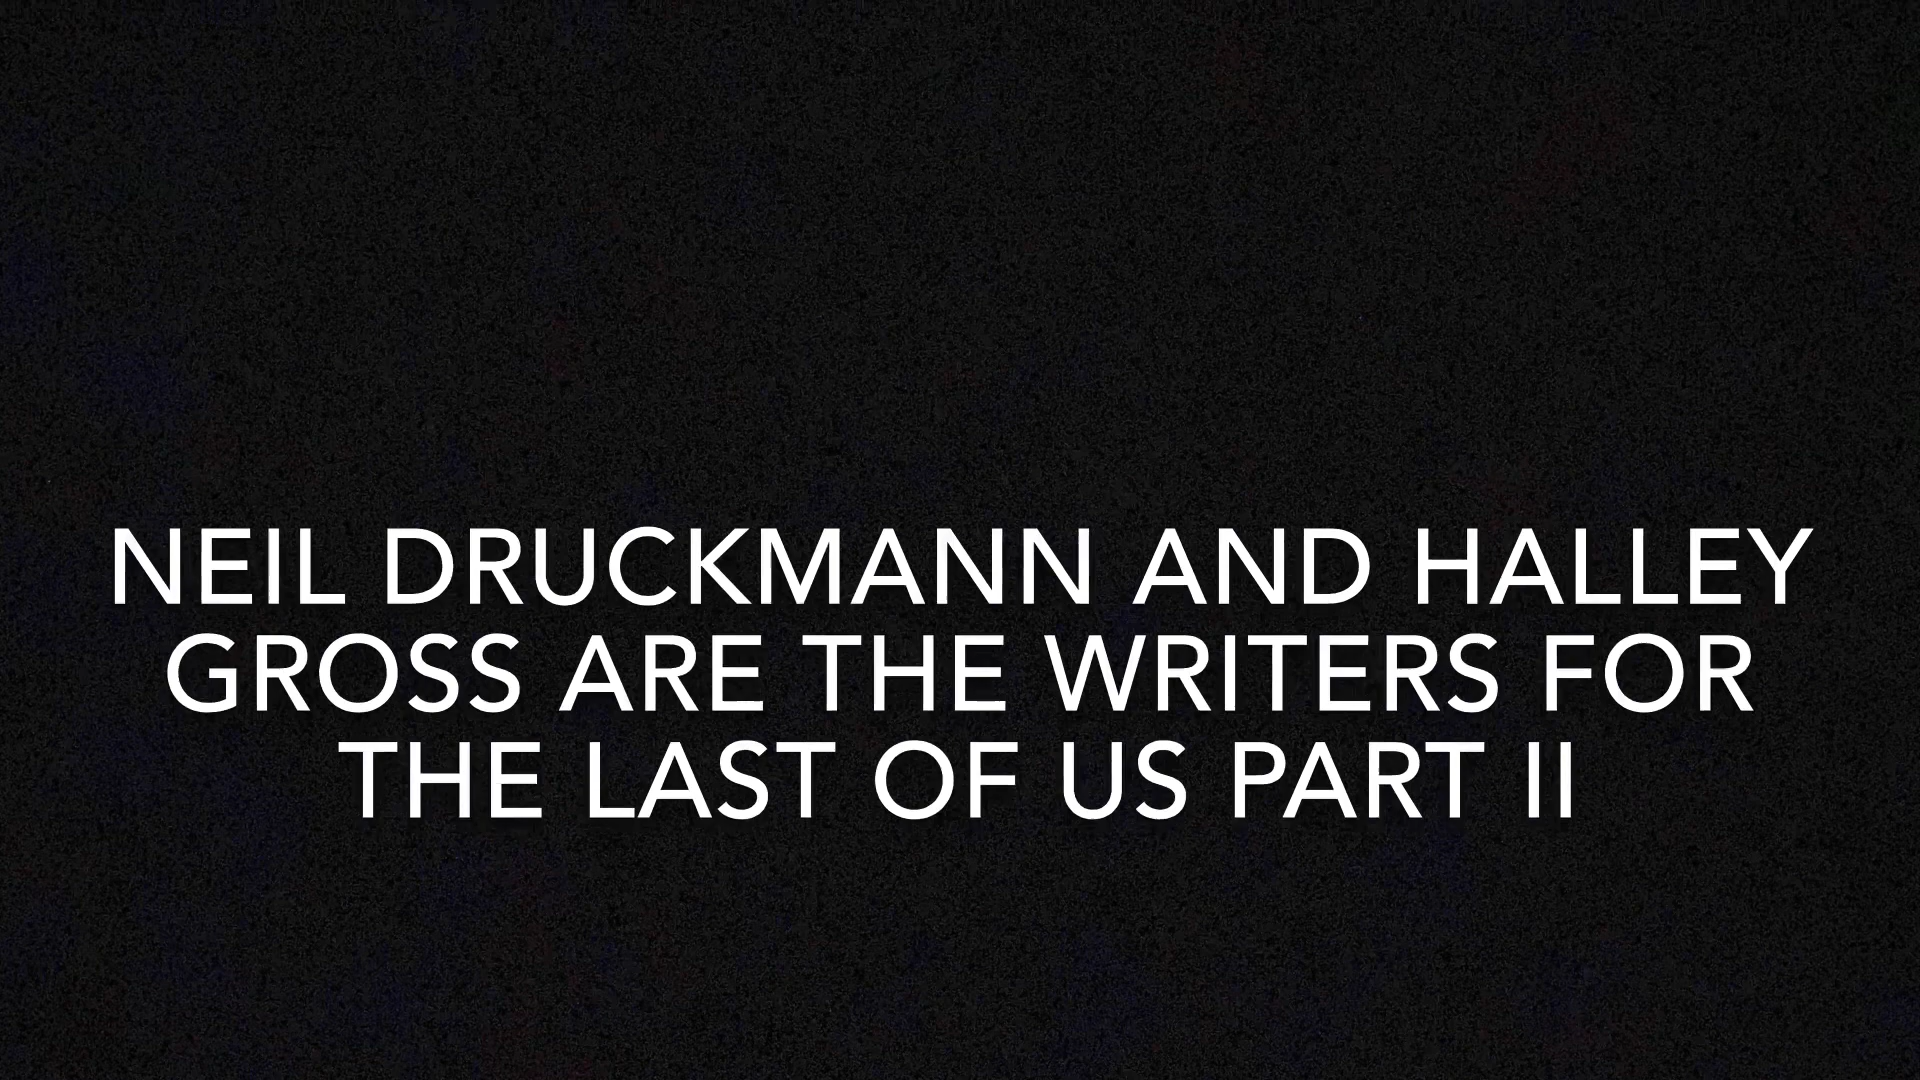 NEIL DRUCKMANN AND HALLEY
GROSS ARE THE WRITERS FOR
THE LAST OF US PART II